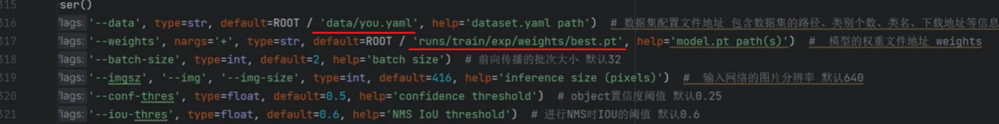 315 ser()
316 flags: '--data', type=str, default=ROOT / 'data/you.yaml', help='dataset.yaml path') # 数据集配置文件地址 包含数据集的路径、类别个数、类名、下载地址等信息
317 flags: '--weights', nargs='+', type=str, default=ROOT / 'runs/train/exp/weights/best.pt', help='model.pt path(s)') # 模型的权重文件地址 weights
318 flags: '--batch-size', type=int, default=2, help='batch size') # 前向传播的批次大小 默认32
319 flags: '--imgsz', '--img', '--img-size', type=int, default=416, help='inference size (pixels)') # 输入网络的图片分辨率 默认640
320 flags: '--conf-thres', type=float, default=0.5, help='confidence threshold') # object置信度阈值 默认0.25
321 flags: '--iou-thres', type=float, default=0.6, help='NMS IoU threshold') # 进行NMS时IOU的阈值 默认0.6